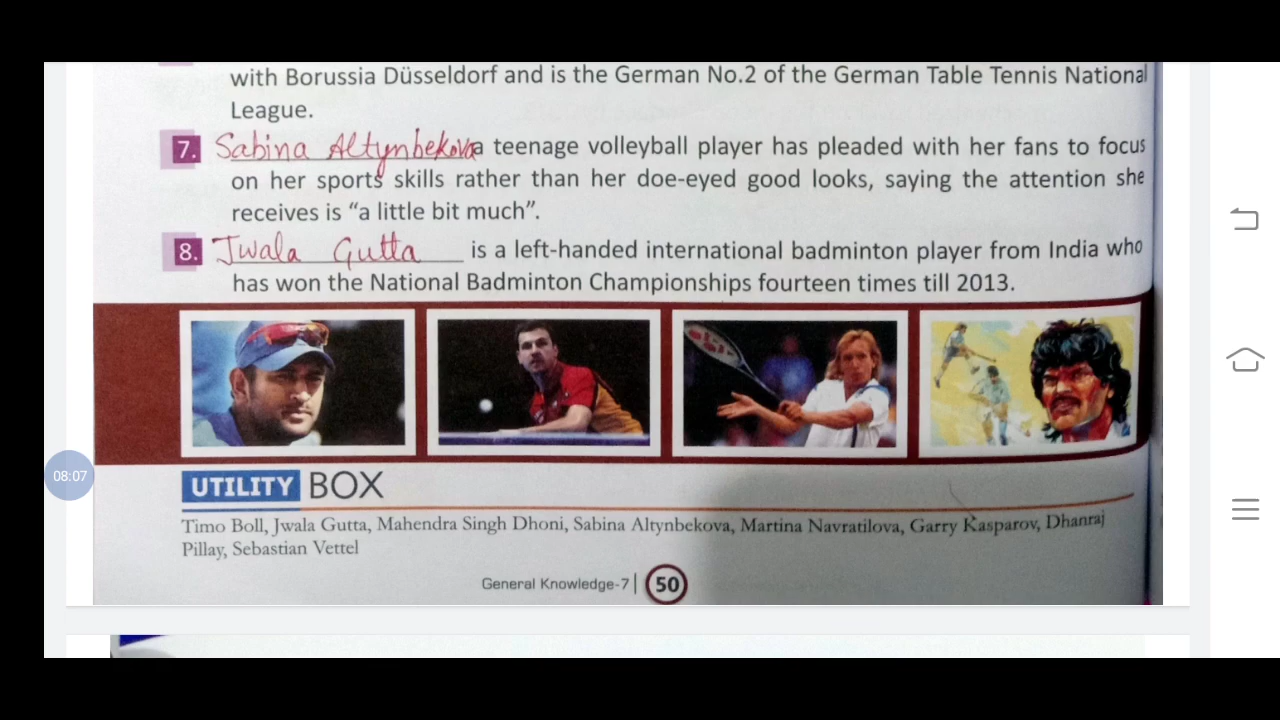 with Borussia Düsseldorf and is the German No.2 of the German Table Tennis National
League.
7. Sabina Altynbekova a teenage volleyball player has pleaded with her fans to focus
on her sports skills rather than her doe-eyed good looks, saying the attention she
receives is “a little bit much”.
8. Jwala Gutta is a left-handed international badminton player from India who
has won the National Badminton Championships fourteen times till 2013.
08:07
UTILITY BOX
Timo Boll, Jwala Gutta, Mahendra Singh Dhoni, Sabina Altynbekova, Martina Navratilova, Garry Kasparov, Dhanraj
Pillay, Sebastian Vettel
General Knowledge-7 | 50